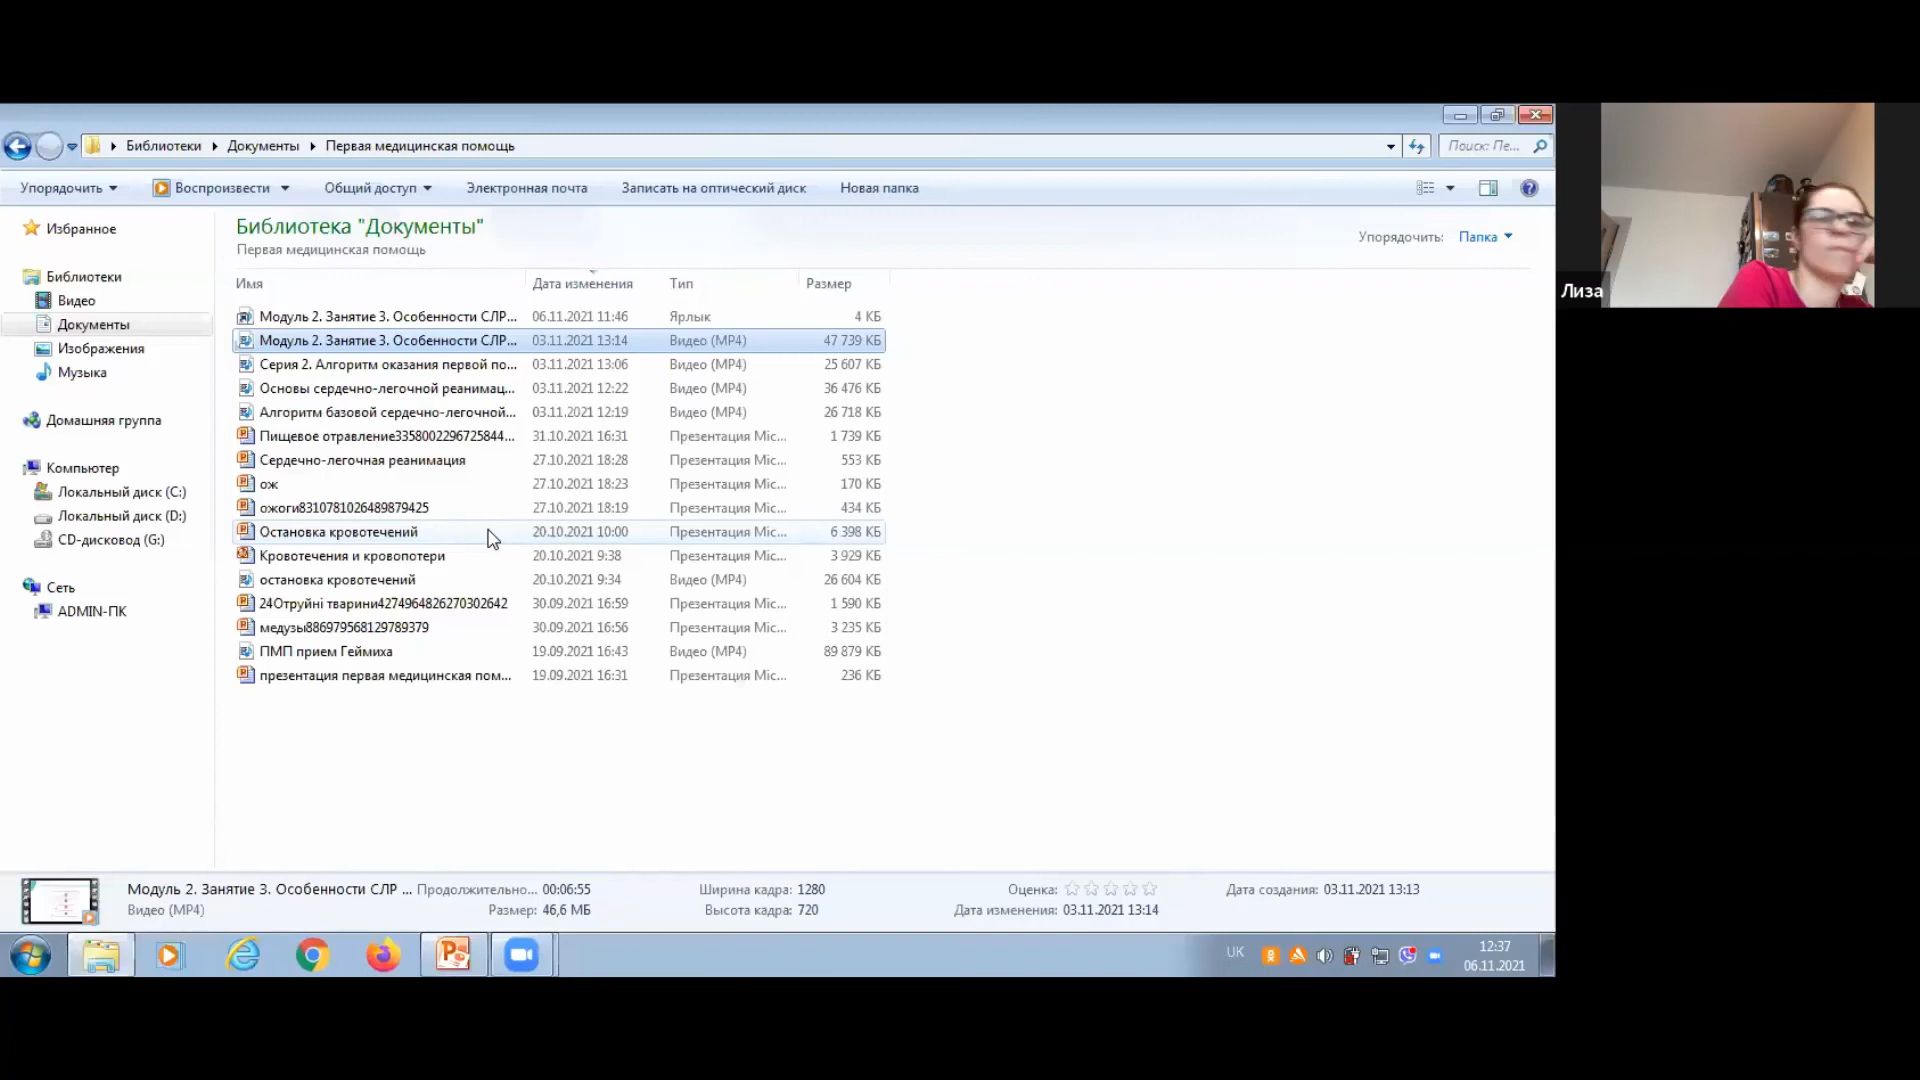 Библиотеки ▸ Документы ▸ Первая медицинская помощь
Поиск: Пе...
Упорядочить Воспроизвести Общий доступ Электронная почта Записать на оптический диск Новая папка
Избранное
Библиотеки
Видео
Документы
Изображения
Музыка
Домашняя группа
Компьютер
Локальный диск (C:)
Локальный диск (D:)
CD-дисковод (G:)
Сеть
ADMIN-ПК
Библиотека "Документы"
Первая медицинская помощь
Упорядочить: Папка
Имя Дата изменения Тип Размер
Модуль 2. Занятие 3. Особенности СЛР... 06.11.2021 11:46 Ярлык 4 КБ
Модуль 2. Занятие 3. Особенности СЛР... 03.11.2021 13:14 Видео (MP4) 47 739 КБ
Серия 2. Алгоритм оказания первой по... 03.11.2021 13:06 Видео (MP4) 25 607 КБ
Основы сердечно-легочной реанимац... 03.11.2021 12:22 Видео (MP4) 36 476 КБ
Алгоритм базовой сердечно-легочной... 03.11.2021 12:19 Видео (MP4) 26 718 КБ
Пищевое отравление3358002296725844... 31.10.2021 16:31 Презентация Mic... 1 739 КБ
Сердечно-легочная реанимация 27.10.2021 18:28 Презентация Mic... 553 КБ
ож 27.10.2021 18:23 Презентация Mic... 170 КБ
ожоги8310781026489879425 27.10.2021 18:19 Презентация Mic... 434 КБ
Остановка кровотечений 20.10.2021 10:00 Презентация Mic... 6 398 КБ
Кровотечения и кровопотери 20.10.2021 9:38 Презентация Mic... 3 929 КБ
остановка кровотечений 20.10.2021 9:34 Видео (MP4) 26 604 КБ
24Отруйні тварини4274964826270302642 30.09.2021 16:59 Презентация Mic... 1 590 КБ
медузы886979568129789379 30.09.2021 16:56 Презентация Mic... 3 235 КБ
ПМП прием Геймиха 19.09.2021 16:43 Видео (MP4) 89 879 КБ
презентация первая медицинская пом... 19.09.2021 16:31 Презентация Mic... 236 КБ
Модуль 2. Занятие 3. Особенности СЛР ... Продолжительно... 00:06:55 Ширина кадра: 1280 Оценка: Дата создания: 03.11.2021 13:13
Видео (MP4) Размер: 46,6 МБ Высота кадра: 720 Дата изменения: 03.11.2021 13:14
UK
12:37
06.11.2021
Лиза